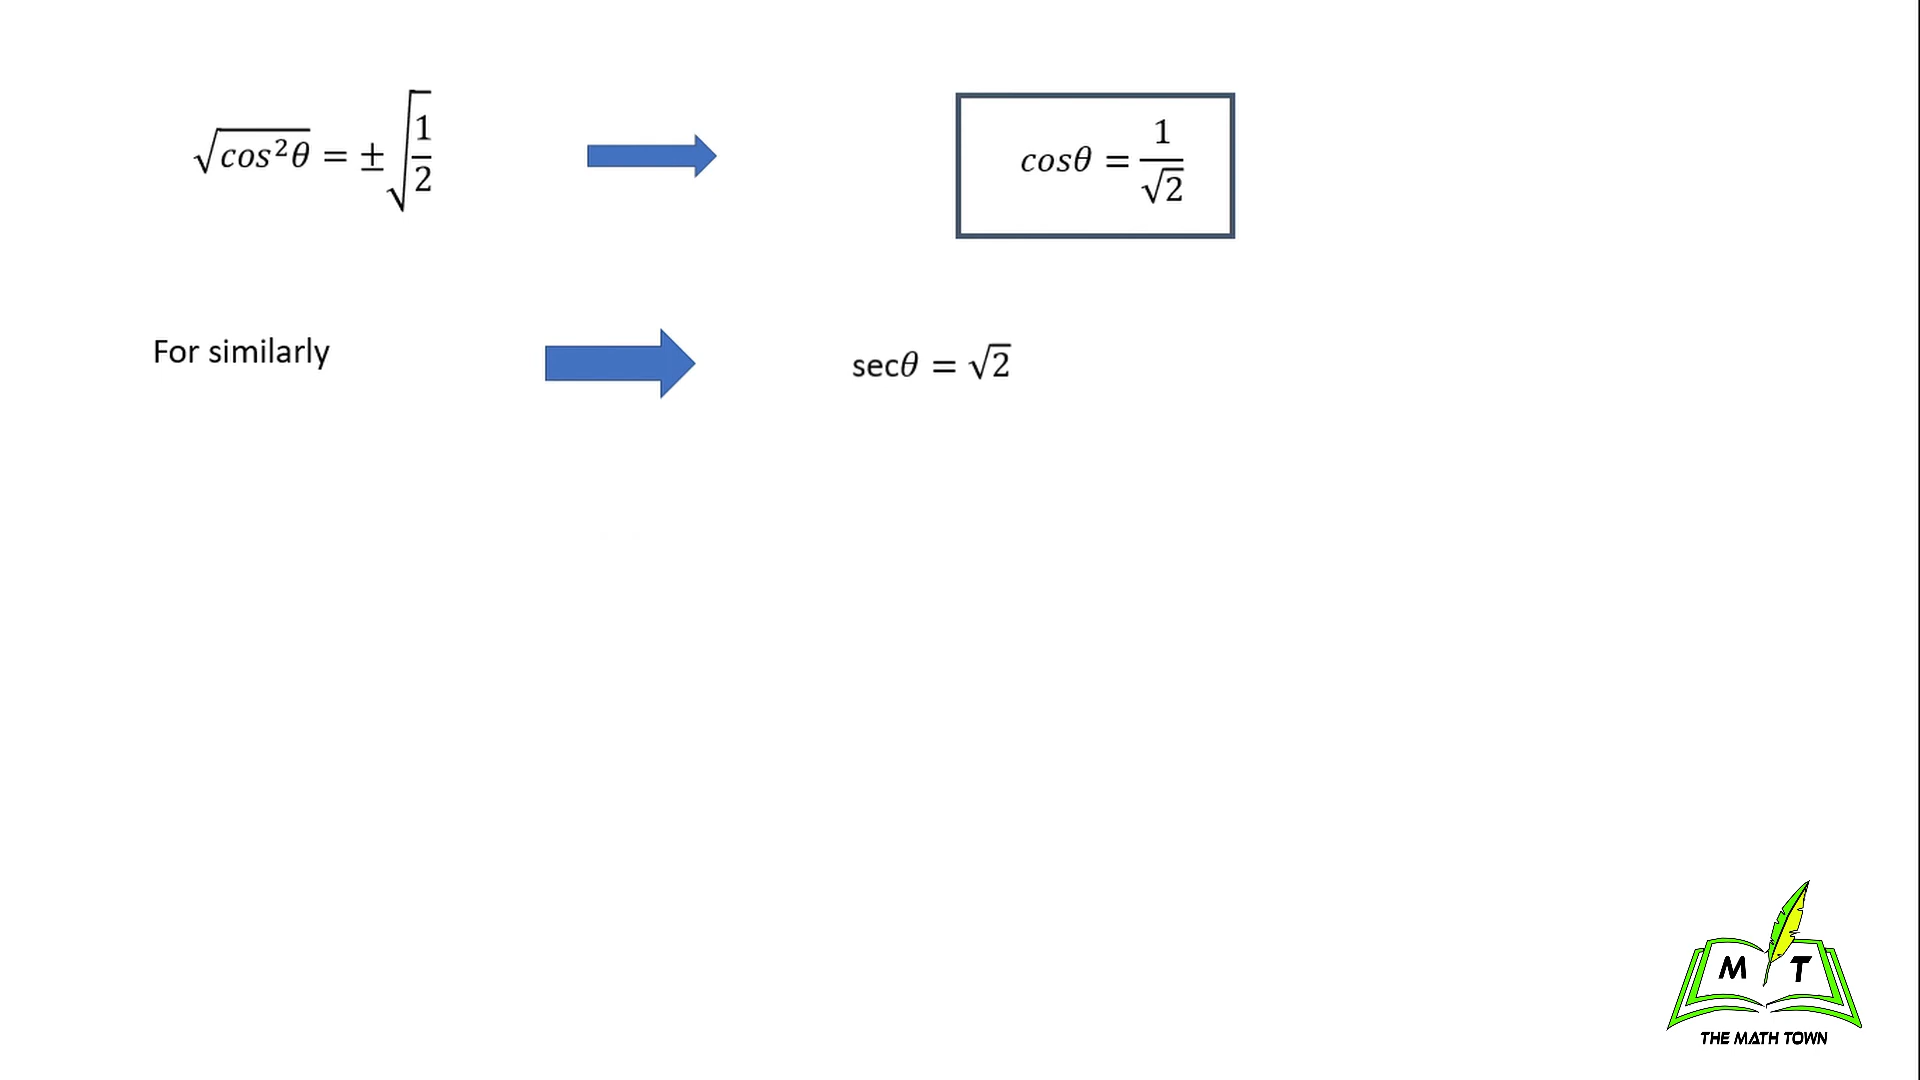 √cos²θ = ± √1/2
cosθ = 1/√2
For similarly
secθ = √2
M T
THE MATH TOWN